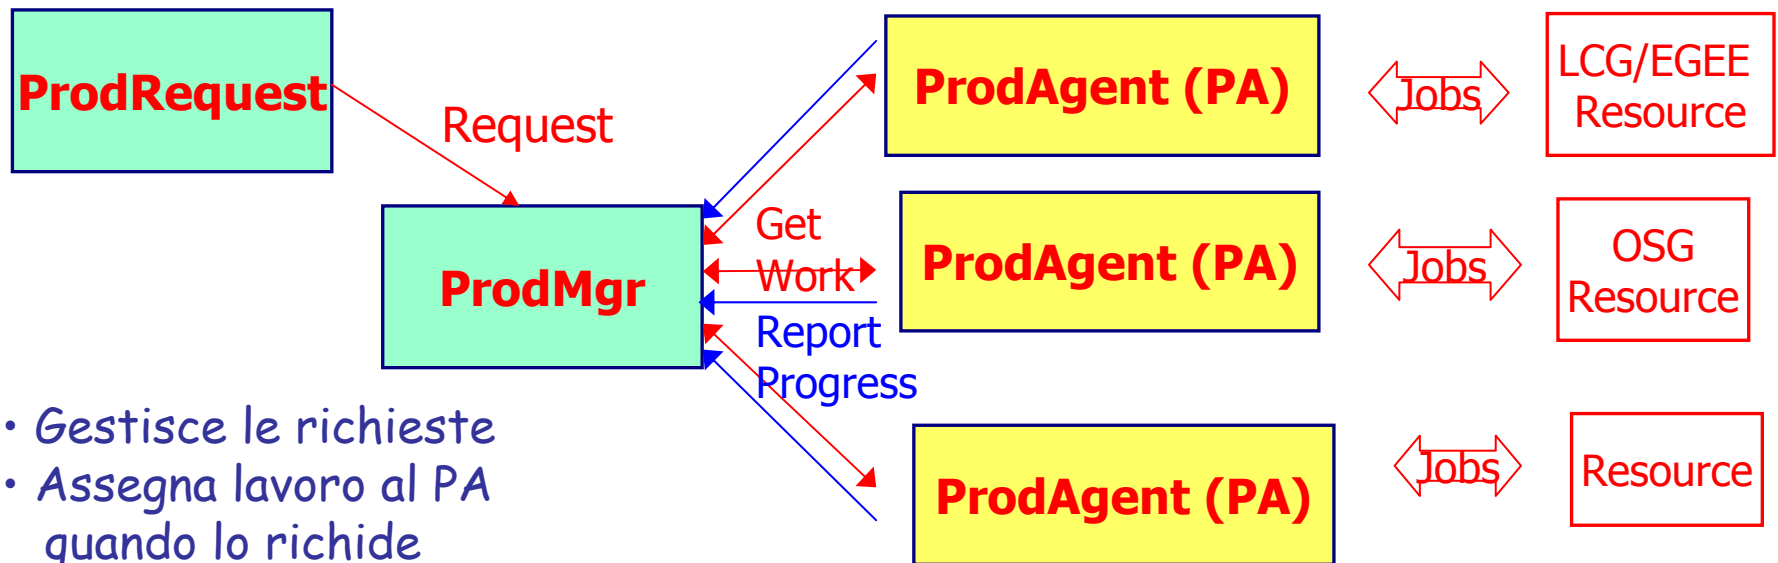 ProdRequest
Request
ProdMgr
Get
Work
Report
Progress
ProdAgent (PA)
Jobs
LCG/EGEE
Resource
ProdAgent (PA)
Jobs
OSG
Resource
ProdAgent (PA)
Jobs
Resource
• Gestisce le richieste
• Assegna lavoro al PA
quando lo richide